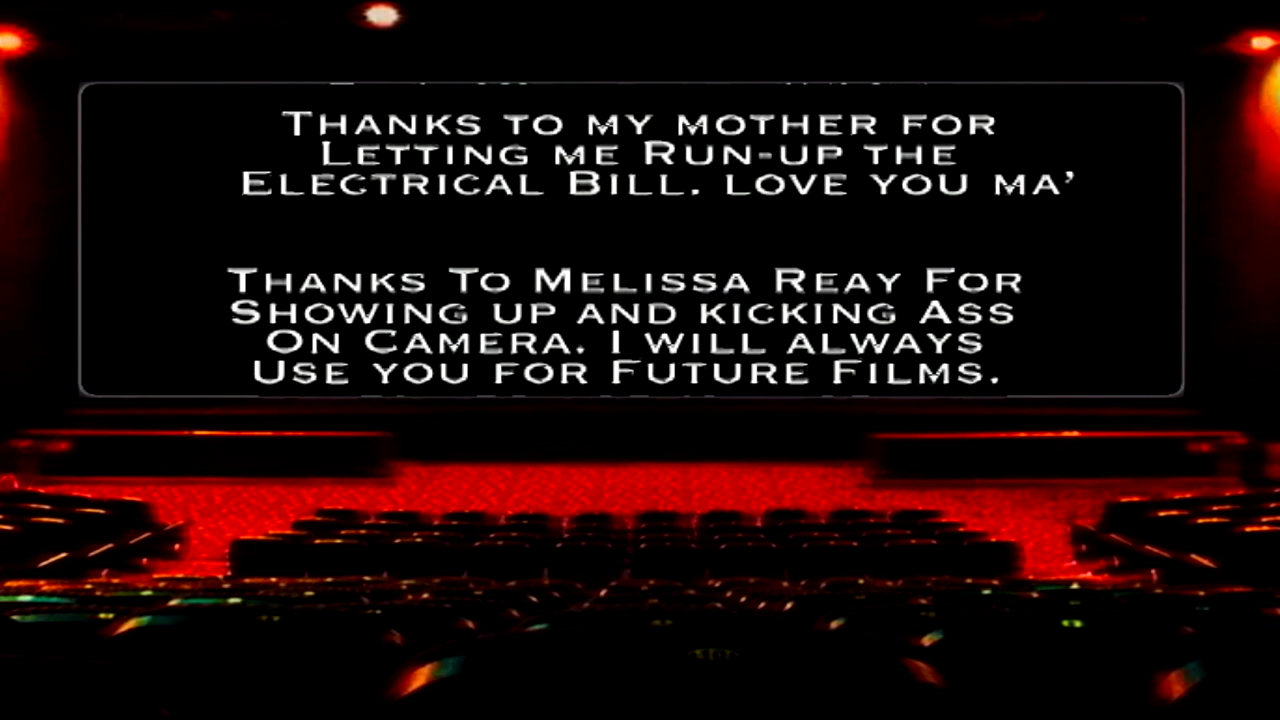 Thanks to my mother for
Letting me Run-up the
Electrical Bill. love you ma'
Thanks To Melissa Reay For
Showing up and kicking Ass
On Camera. I will always
Use you for Future Films.